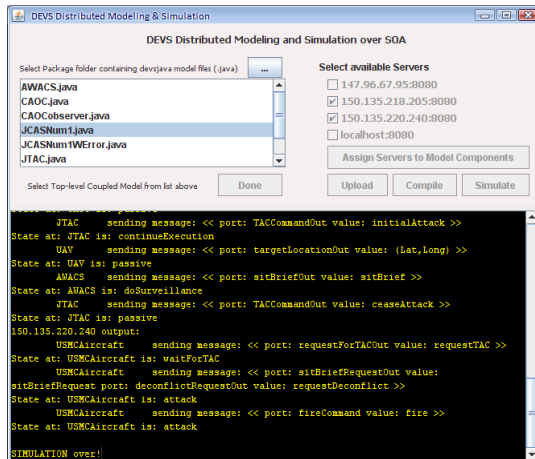 DEVS Distributed Modeling & Simulation
DEVS Distributed Modeling and Simulation over SOA
Select Package folder containing devsjava model files (.java)
...
Select available Servers
AWACS.java
CAOC.java
CAOCobserver.java
JCASNum1.java
JCASNum1WError.java
JTAC.java
147.96.67.95:8080
150.135.218.205:8080
150.135.220.240:8080
localhost:8080
Assign Servers to Model Components
Select Top-level Coupled Model from list above
Done
Upload
Compile
Simulate
JTAC sending message: << port: TACCommandOut value: initialAttack >>
State at: JTAC is: continueExecution
UAV sending message: << port: targetLocationOut value: (Lat,Long) >>
State at: UAV is: passive
AWACS sending message: << port: sitBriefOut value: sitBrief >>
State at: AWACS is: doSurveillance
JTAC sending message: << port: TACCommandOut value: ceaseAttack >>
State at: JTAC is: passive
150.135.220.240 output:
USMCAircraft sending message: << port: requestForTACOut value: requestTAC >>
State at: USMCAircraft is: waitForTAC
USMCAircraft sending message: << port: sitBriefRequestOut value:
sitBriefRequest port: deconflictRequestOut value: requestDeconflict >>
State at: USMCAircraft is: attack
USMCAircraft sending message: << port: fireCommand value: fire >>
State at: USMCAircraft is: attack
SIMULATION over!